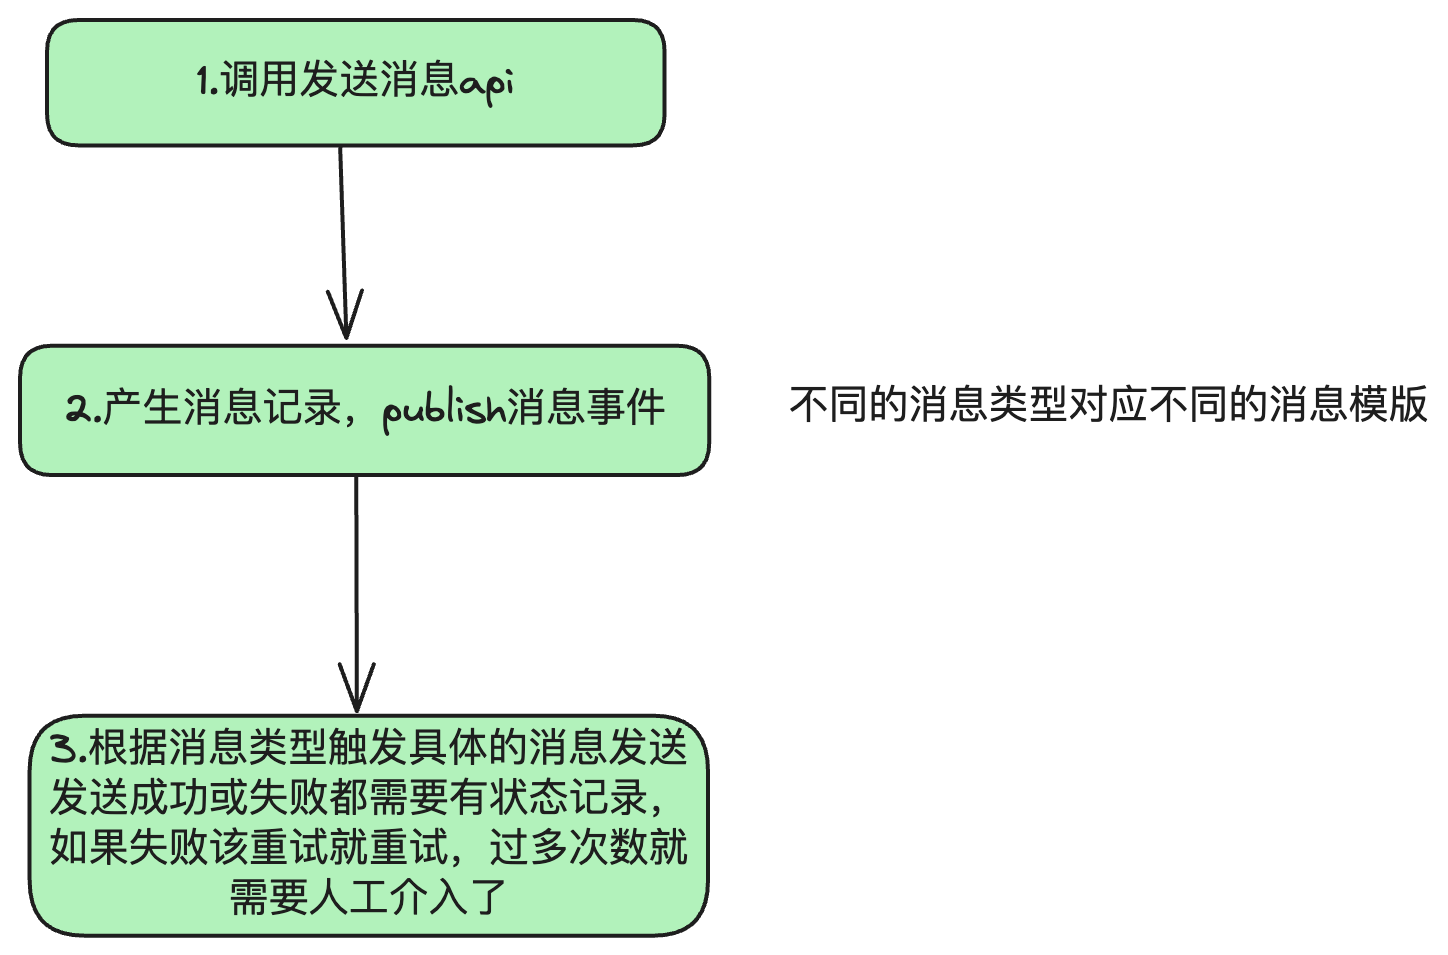 1.调用发送消息api
2.产生消息记录，publish消息事件
不同的消息类型对应不同的消息模版
3.根据消息类型触发具体的消息发送
发送成功或失败都需要有状态记录，
如果失败该重试就重试，过多次数就
需要人工介入了